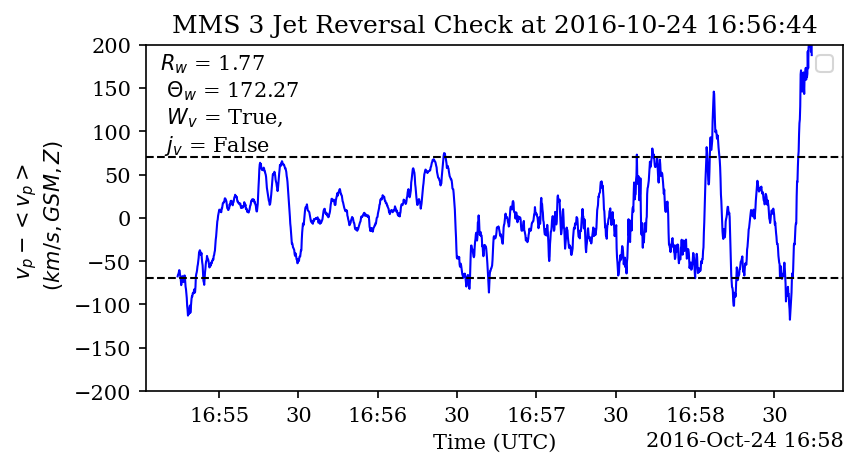 MMS 3 Jet Reversal Check at 2016-10-24 16:56:44
200
150
100
50
0
−50
−100
−150
−200
v_p − < v_p >
(km/s, GSM, Z)
R_w = 1.77
Θ_w = 172.27
W_v = True,
j_v = False
16:55 30 16:56 30 16:57 30 16:58 30
Time (UTC)
2016-Oct-24 16:58